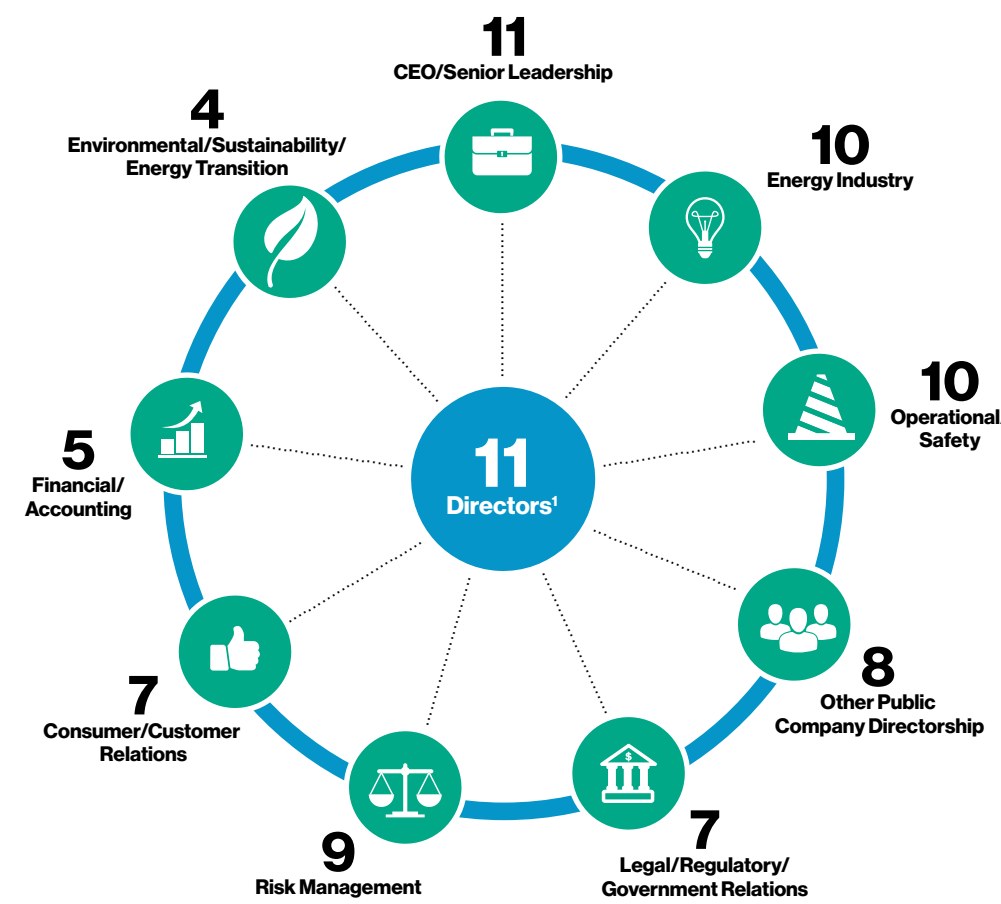 11
CEO/Senior Leadership
10
Energy Industry
10
Operational/
Safety
8
Other Public
Company Directorship
7
Legal/Regulatory/
Government Relations
9
Risk Management
7
Consumer/Customer
Relations
5
Financial/
Accounting
4
Environmental/Sustainability/
Energy Transition
11
Directors¹
$